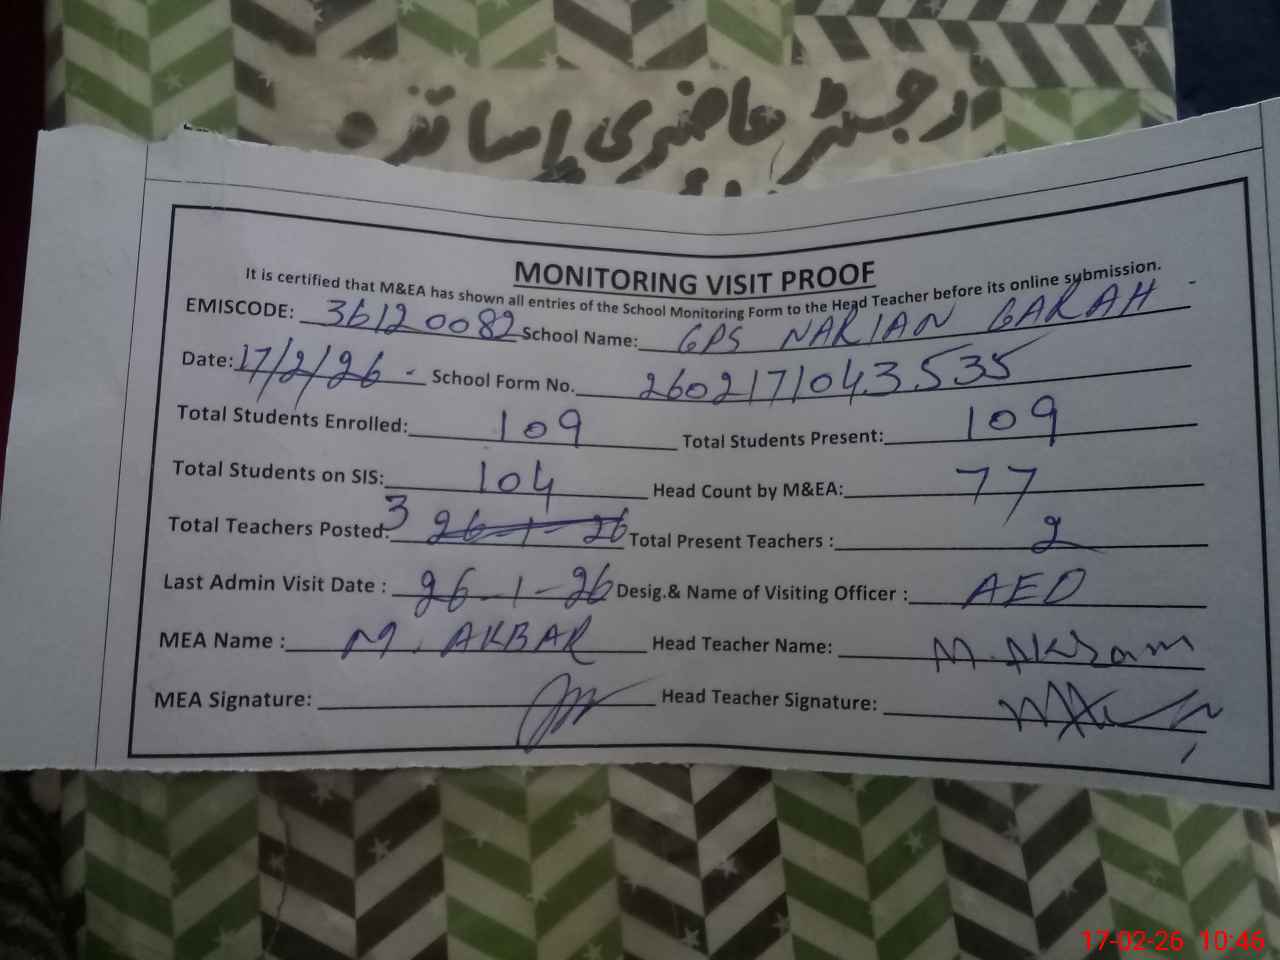 رجسٹر حاضری اساتذہ
MONITORING VISIT PROOF
It is certified that M&EA has shown all entries of the School Monitoring Form to the Head Teacher before its online submission.
EMISCODE: 36120082 School Name: GPS NARIAN GARAH
Date: 17/2/26 School Form No. 2602171043535
Total Students Enrolled: 109 Total Students Present: 109
Total Students on SIS: 104 Head Count by M&EA: 77
Total Teachers Posted: 3 Total Present Teachers : 2
Last Admin Visit Date : 26-1-26 Desig.& Name of Visiting Officer : AEO
MEA Name : M. AKBAR Head Teacher Name: M. Akram
MEA Signature: Head Teacher Signature:
17-02-26 10:46